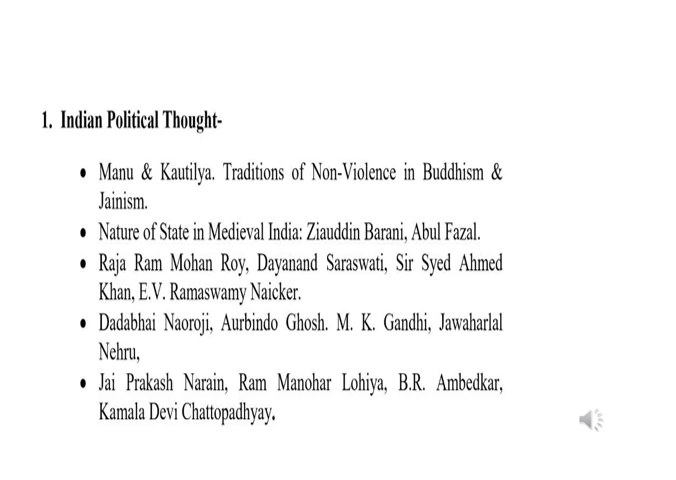 1. Indian Political Thought-
• Manu & Kautilya. Traditions of Non-Violence in Buddhism &
Jainism.
• Nature of State in Medieval India: Ziauddin Barani, Abul Fazal.
• Raja Ram Mohan Roy, Dayanand Saraswati, Sir Syed Ahmed
Khan, E.V. Ramaswamy Naicker.
• Dadabhai Naoroji, Aurbindo Ghosh. M. K. Gandhi, Jawaharlal
Nehru,
• Jai Prakash Narain, Ram Manohar Lohiya, B.R. Ambedkar,
Kamala Devi Chattopadhyay.